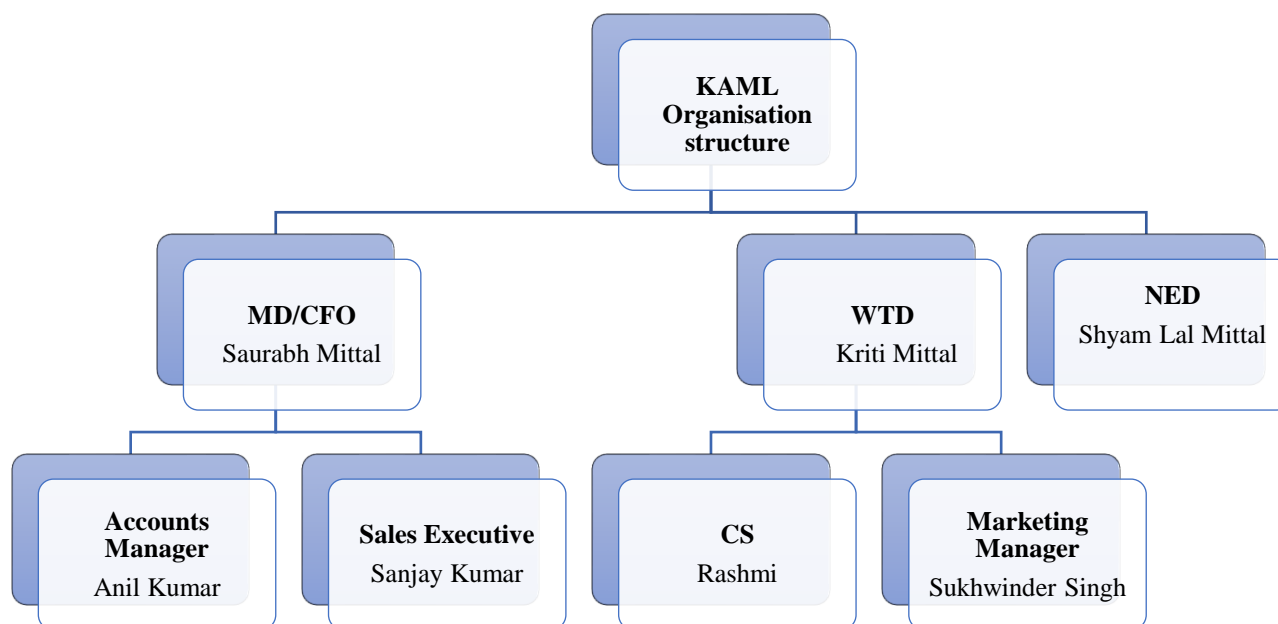 KAML
Organisation
structure
MD/CFO
Saurabh Mittal
WTD
Kriti Mittal
NED
Shyam Lal Mittal
Accounts
Manager
Anil Kumar
Sales Executive
Sanjay Kumar
CS
Rashmi
Marketing
Manager
Sukhwinder Singh